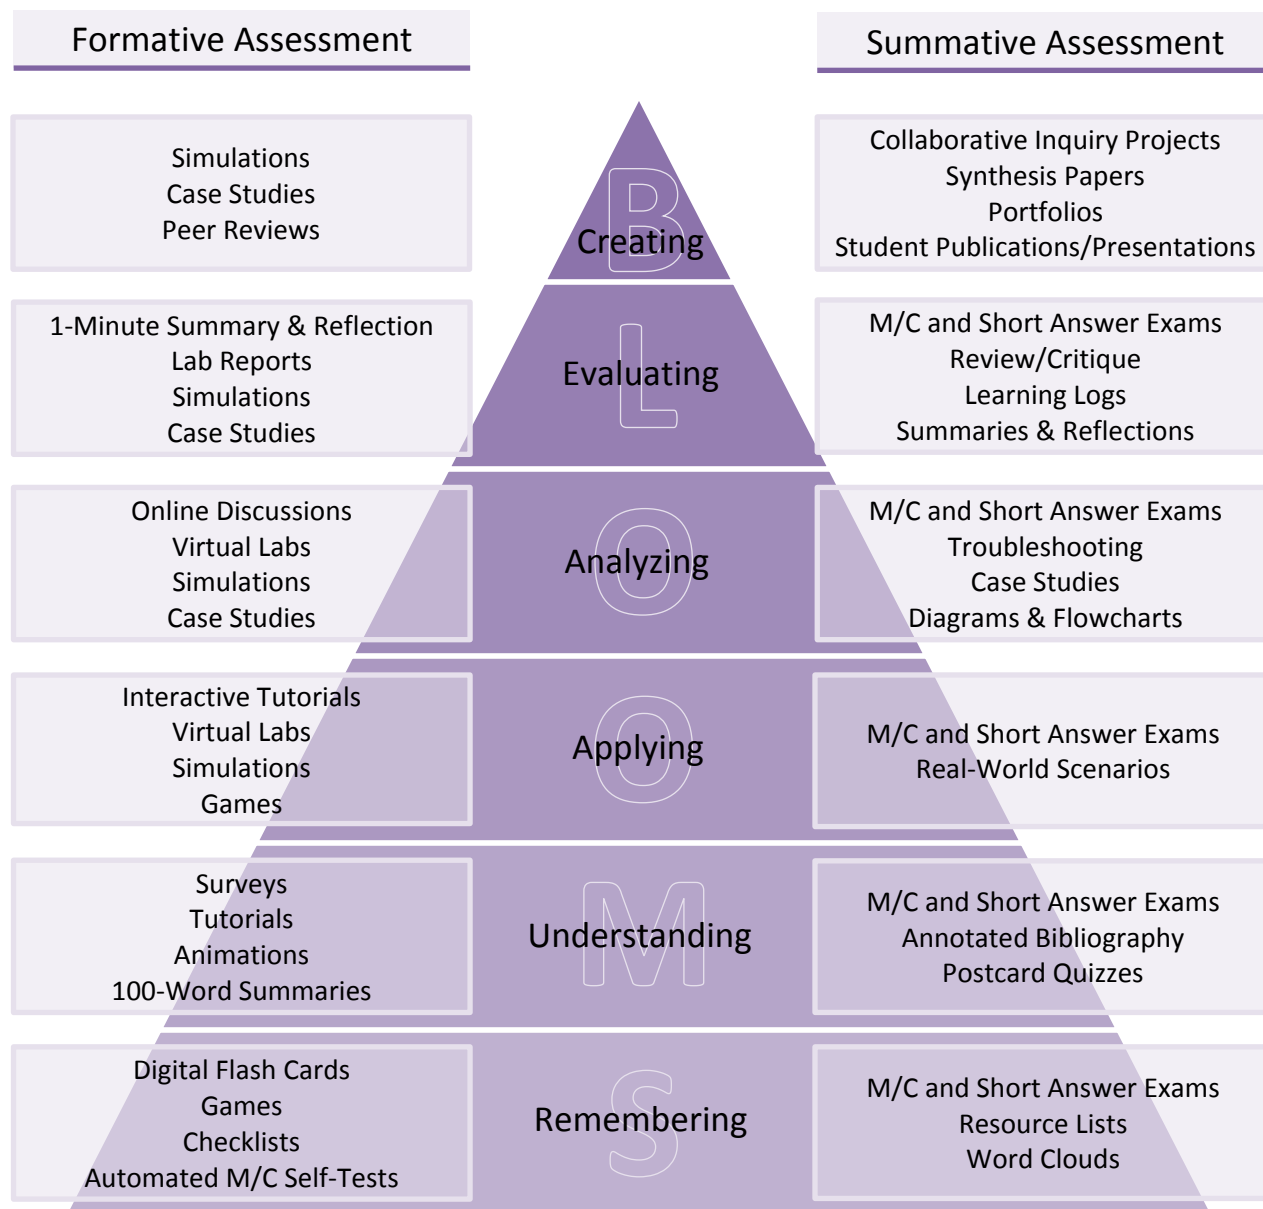 Formative Assessment
Summative Assessment
Simulations
Case Studies
Peer Reviews
B
Creating
Collaborative Inquiry Projects
Synthesis Papers
Portfolios
Student Publications/Presentations
1-Minute Summary & Reflection
Lab Reports
Simulations
Case Studies
L
Evaluating
M/C and Short Answer Exams
Review/Critique
Learning Logs
Summaries & Reflections
Online Discussions
Virtual Labs
Simulations
Case Studies
O
Analyzing
M/C and Short Answer Exams
Troubleshooting
Case Studies
Diagrams & Flowcharts
Interactive Tutorials
Virtual Labs
Simulations
Games
O
Applying
M/C and Short Answer Exams
Real-World Scenarios
Surveys
Tutorials
Animations
100-Word Summaries
M
Understanding
M/C and Short Answer Exams
Annotated Bibliography
Postcard Quizzes
Digital Flash Cards
Games
Checklists
Automated M/C Self-Tests
S
Remembering
M/C and Short Answer Exams
Resource Lists
Word Clouds